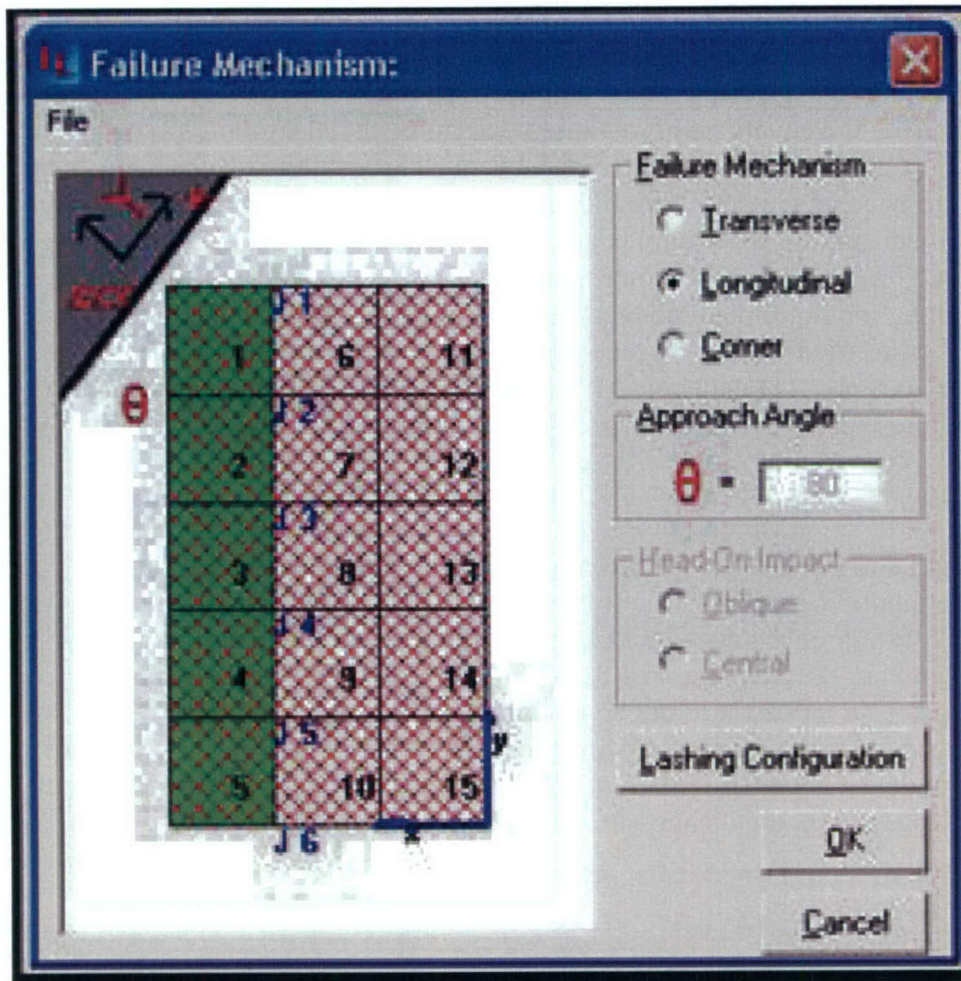 Failure Mechanism:
File
Failure Mechanism
Transverse
Longitudinal
Corner
Approach Angle
θ =
Head-On Impact
Oblique
Central
Lashing Configuration
OK
Cancel
θ
J 1
1 6 11
J 2
2 7 12
J 3
3 8 13
J 4
4 9 14
J 5
y
5 10 15
J 6
x